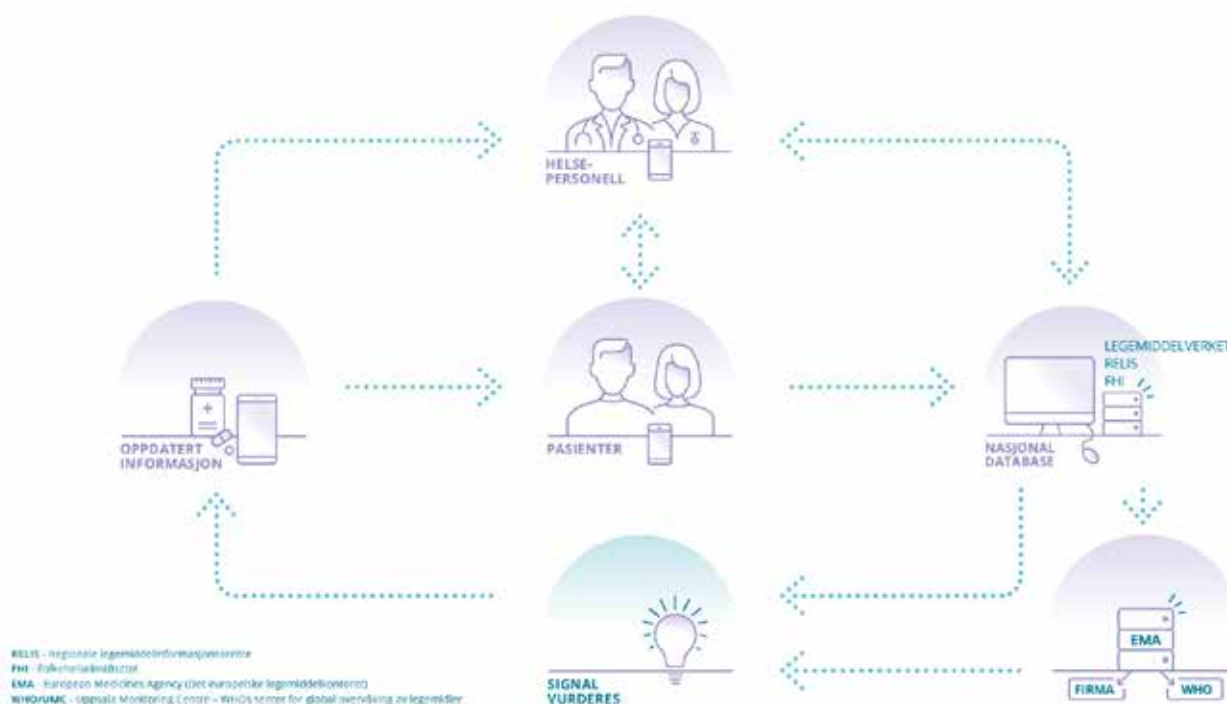 HELSE-
PERSONELL
LEGEMIDDELVERKET
RELIS
FHI
OPPDATERT
INFORMASJON
PASIENTER
NASJONAL
DATABASE
EMA
FIRMA
WHO
SIGNAL
VURDERES
RELIS - Regionale legemiddelinformasjonssentre
FHI - Folkehelseinstituttet
EMA - European Medicines Agency (Det europeiske legemiddelkontoret)
WHO/UMC - Uppsala Monitoring Centre – WHOs senter for global overvåking av legemidler